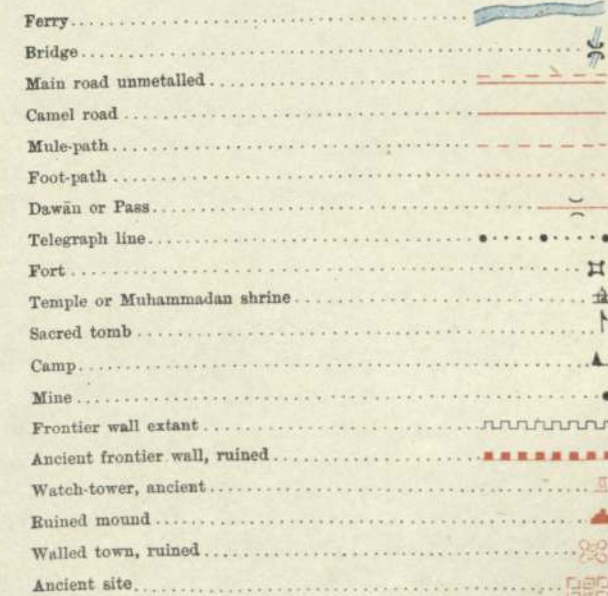 Ferry
Bridge
Main road unmetalled
Camel road
Mule-path
Foot-path
Dawān or Pass
Telegraph line
Fort
Temple or Muhammadan shrine
Sacred tomb
Camp
Mine
Frontier wall extant
Ancient frontier wall, ruined
Watch-tower, ancient
Ruined mound
Walled town, ruined
Ancient site